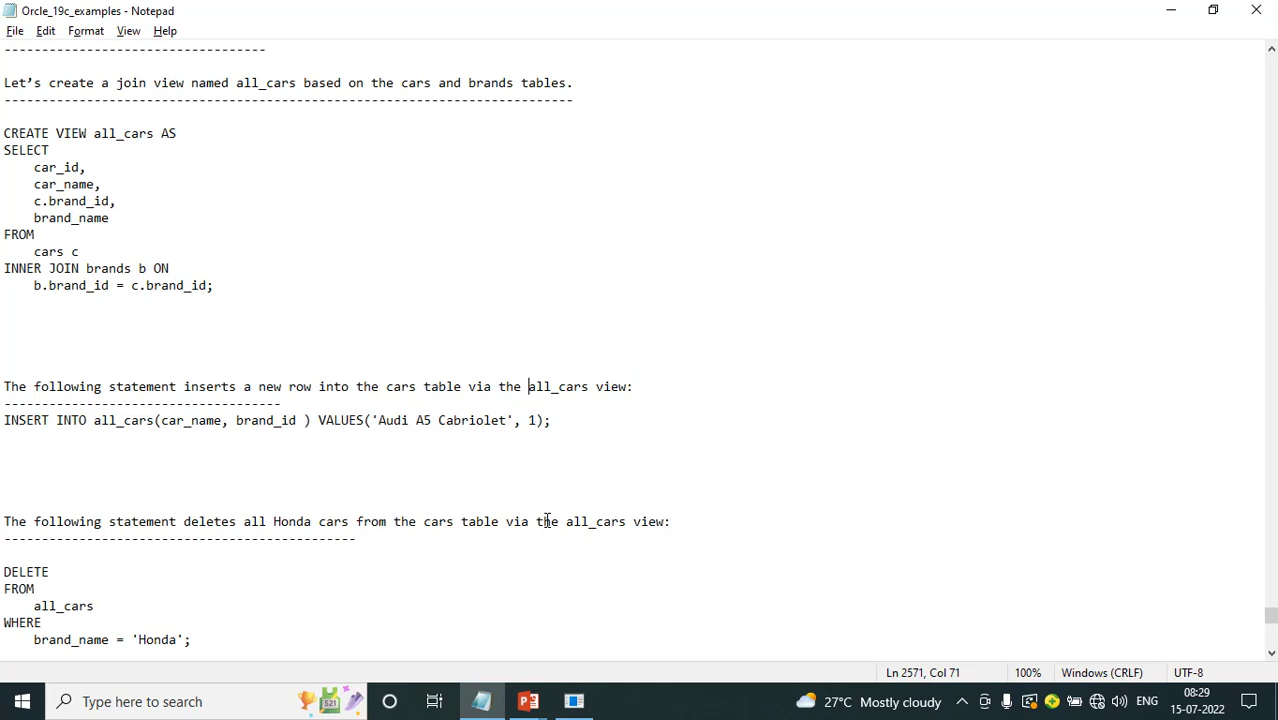 Orcle_19c_examples - Notepad
File Edit Format View Help
-----------------------------------
Let’s create a join view named all_cars based on the cars and brands tables.
----------------------------------------------------------------------------
CREATE VIEW all_cars AS
SELECT
    car_id,
    car_name,
    c.brand_id,
    brand_name
FROM
    cars c
INNER JOIN brands b ON
    b.brand_id = c.brand_id;
The following statement inserts a new row into the cars table via the all_cars view:
-------------------------------------
INSERT INTO all_cars(car_name, brand_id ) VALUES('Audi A5 Cabriolet', 1);
The following statement deletes all Honda cars from the cars table via the all_cars view:
-----------------------------------------------
DELETE
FROM
    all_cars
WHERE
    brand_name = 'Honda';
Ln 2571, Col 71 100% Windows (CRLF) UTF-8
Type here to search 521 27°C Mostly cloudy ENG 08:29
15-07-2022